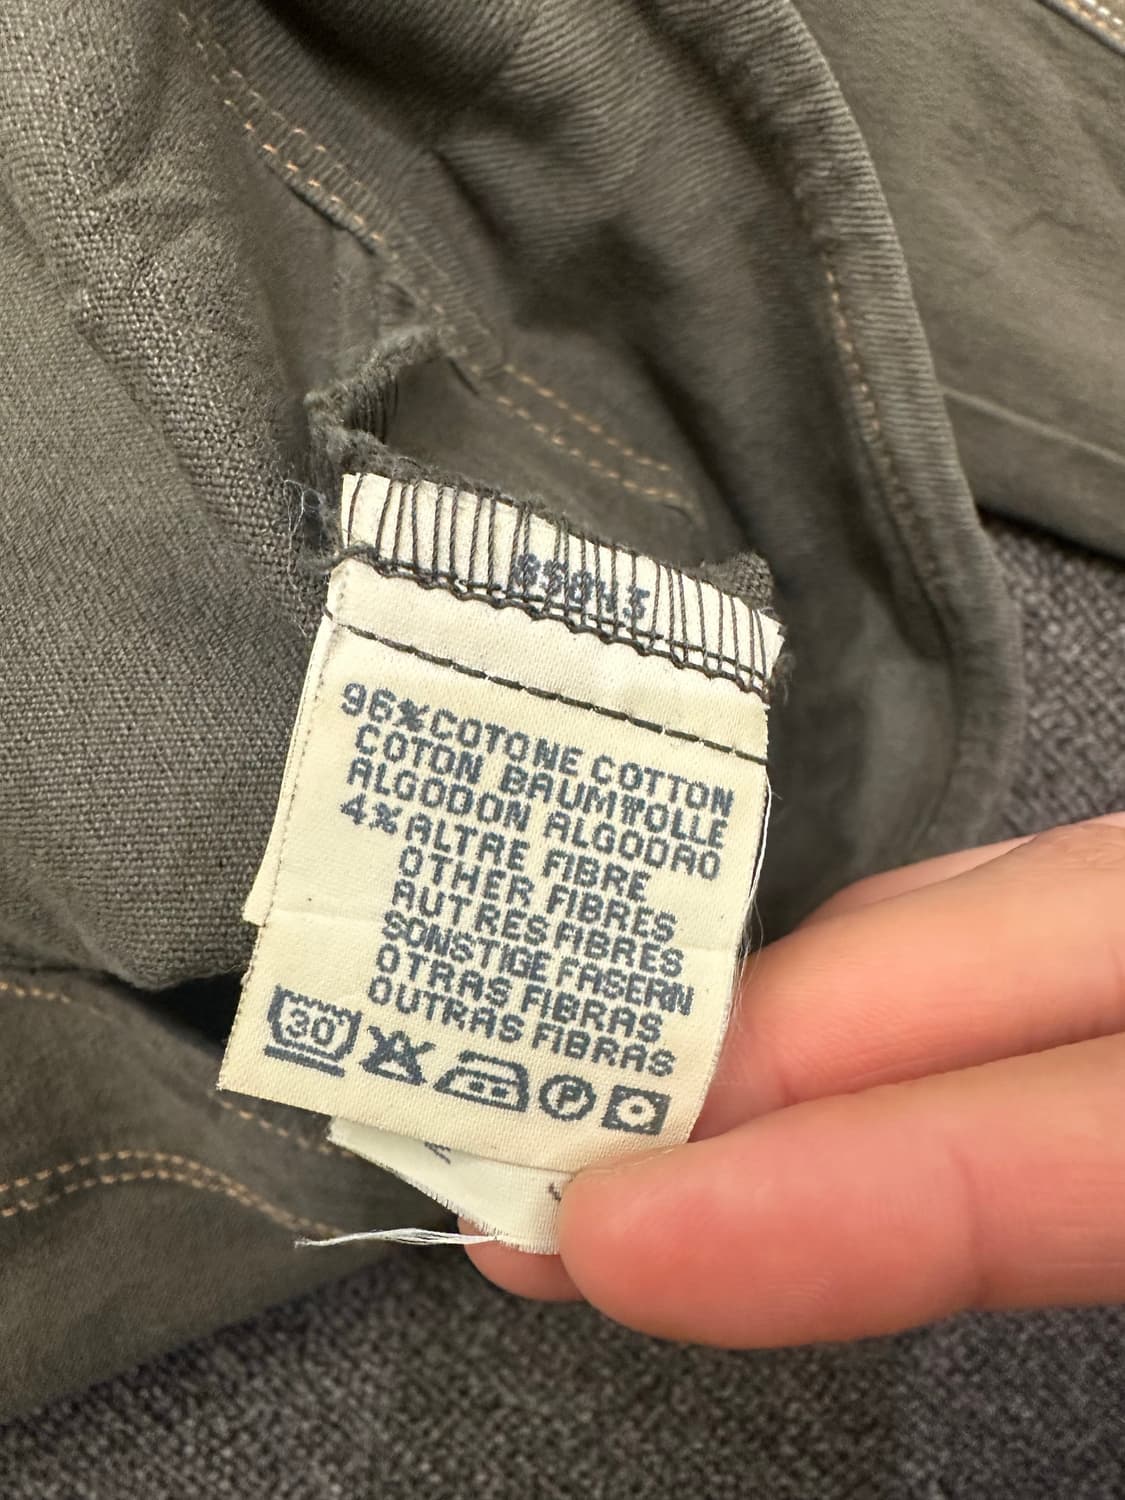 96%COTONE COTTON
COTON BAUMWOLLE
ALGODON ALGODAO
4%ALTRE FIBRE
OTHER FIBRES
AUTRES FIBRES
SONSTIGE FASERN
OTRAS FIBRAS
OUTRAS FIBRAS
30°
P